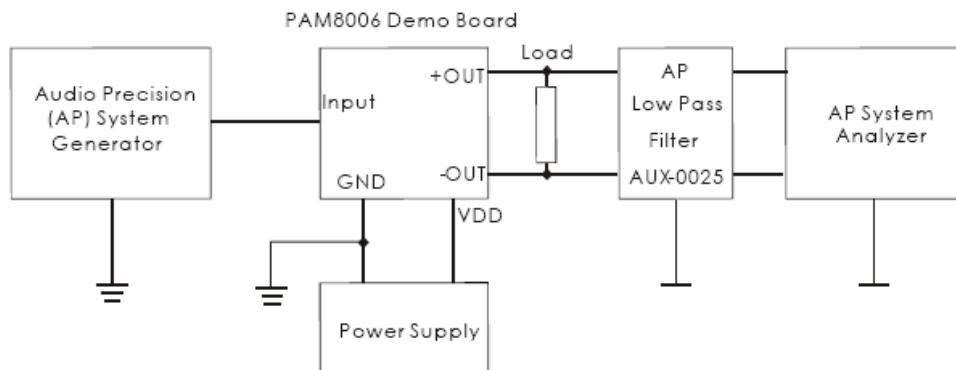 PAM8006 Demo Board
Audio Precision
(AP) System
Generator
Input
GND
+OUT
-OUT
VDD
Load
AP
Low Pass
Filter
AUX-0025
AP System
Analyzer
Power Supply